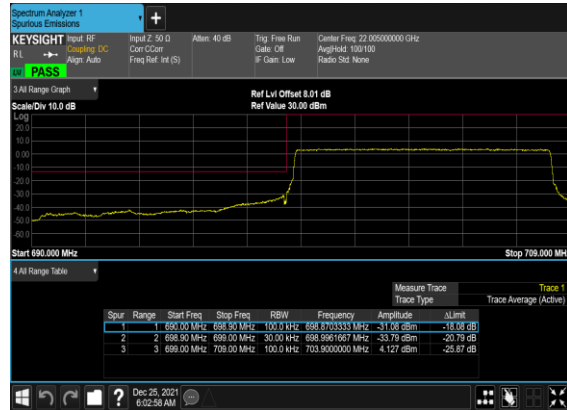 Spectrum Analyzer 1
Spurious Emissions
KEYSIGHT Input: RF Input Z: 50 Ω Atten: 40 dB Trig: Free Run Center Freq: 22.005000000 GHz
RL Coupling: DC Corr CCorr Gate: Off Avg|Hold: 100/100
Align: Auto Freq Ref: Int (S) IF Gain: Low Radio Std: None
PASS
3 All Range Graph
Ref Lvl Offset 8.01 dB
Scale/Div 10.0 dB Ref Value 30.00 dBm
Log
20.0
10.0
0.00
-10.0
-20.0
-30.0
-40.0
-50.0
-60.0
Start 690.000 MHz Stop 709.000 MH
4 All Range Table
Measure Trace Trace 1
Trace Type Trace Average (Active)
Spur Range Start Freq Stop Freq RBW Frequency Amplitude ΔLimit
1 1 690.00 MHz 698.90 MHz 100.0 kHz 698.8703333 MHz -31.08 dBm -18.08 dB
2 2 698.90 MHz 699.00 MHz 30.00 kHz 698.9961667 MHz -33.79 dBm -20.79 dB
3 3 699.00 MHz 709.00 MHz 100.0 kHz 703.9000000 MHz 4.127 dBm -25.87 dB
? Dec 25, 2021
6:02:58 AM